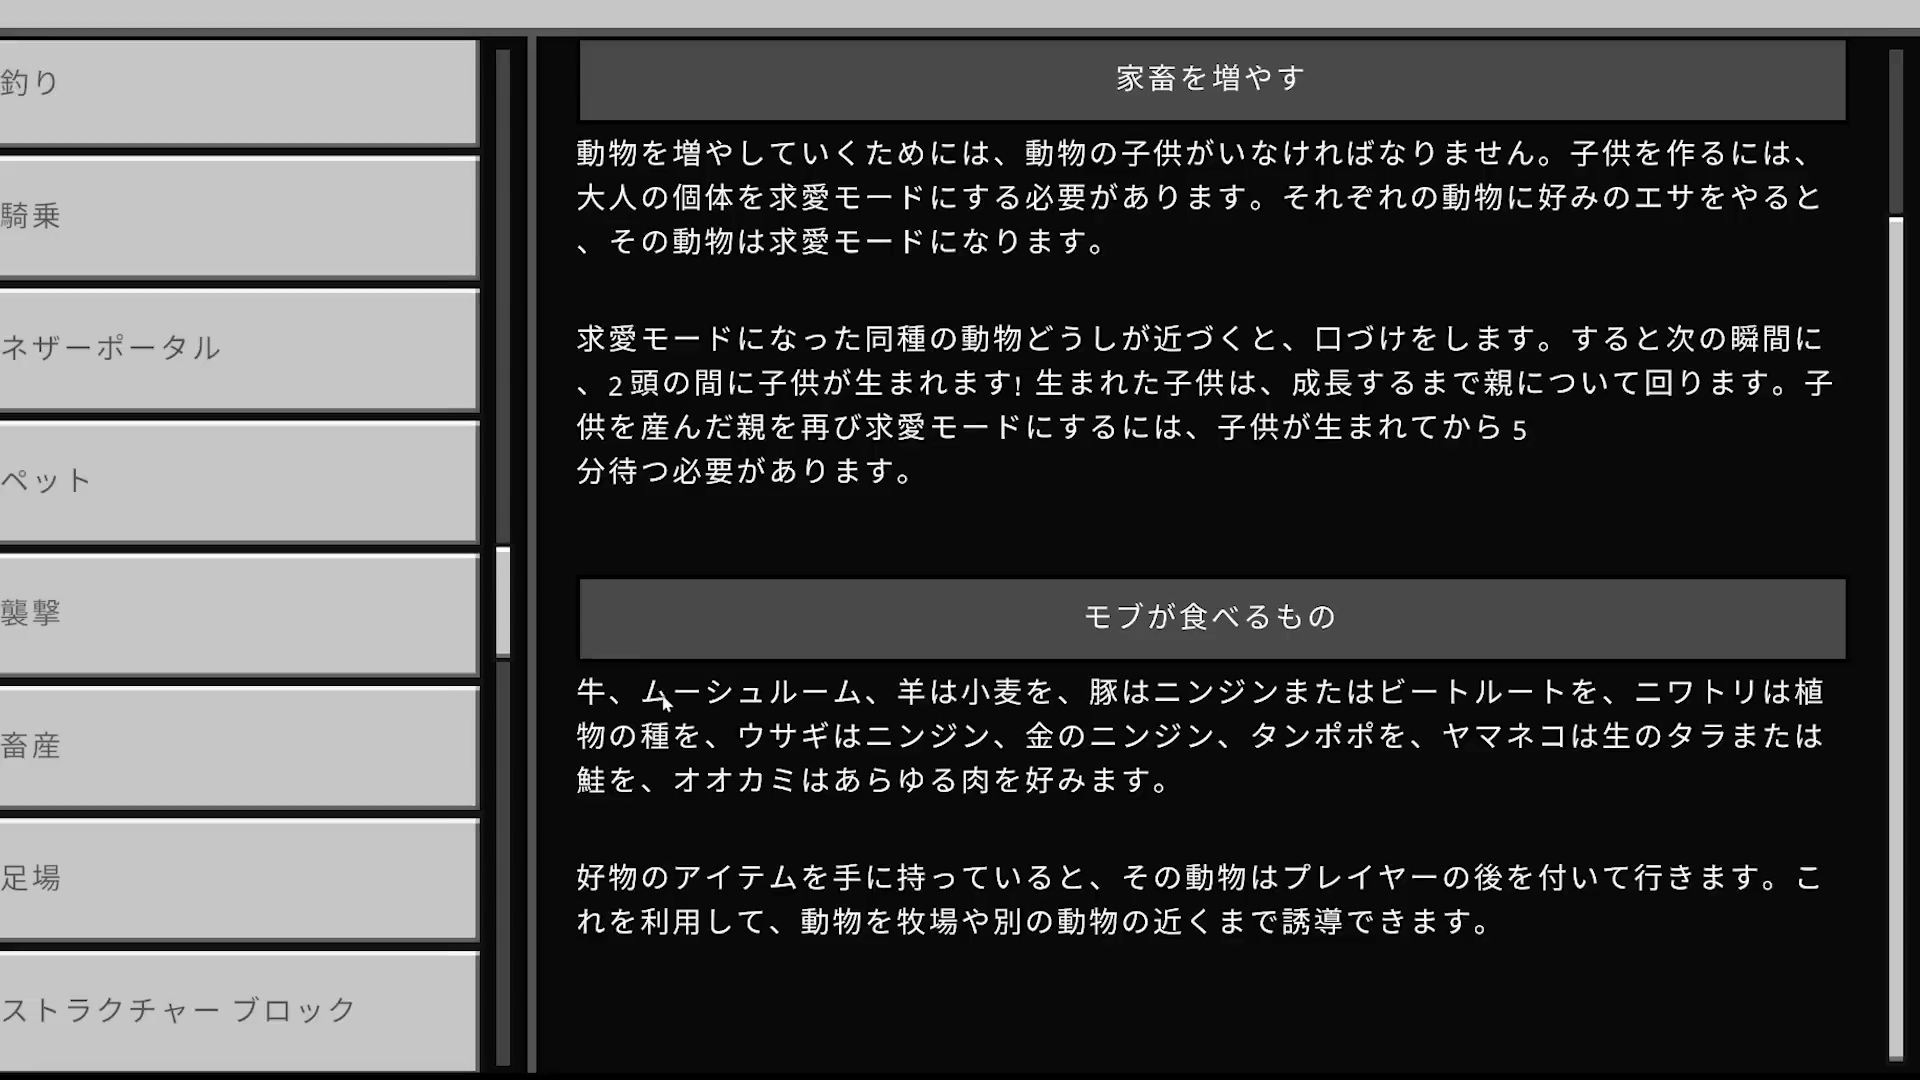 釣り
騎乗
ネザーポータル
ペット
襲撃
畜産
足場
ストラクチャー ブロック
家畜を増やす
動物を増やしていくためには、動物の子供がいなければなりません。子供を作るには、
大人の個体を求愛モードにする必要があります。それぞれの動物に好みのエサをやると
、その動物は求愛モードになります。
求愛モードになった同種の動物どうしが近づくと、口づけをします。すると次の瞬間に
、2 頭の間に子供が生まれます! 生まれた子供は、成長するまで親について回ります。子
供を産んだ親を再び求愛モードにするには、子供が生まれてから 5
分待つ必要があります。
モブが食べるもの
牛、ムーシュルーム、羊は小麦を、豚はニンジンまたはビートルートを、ニワトリは植
物の種を、ウサギはニンジン、金のニンジン、タンポポを、ヤマネコは生のタラまたは
鮭を、オオカミはあらゆる肉を好みます。
好物のアイテムを手に持っていると、その動物はプレイヤーの後を付いて行きます。こ
れを利用して、動物を牧場や別の動物の近くまで誘導できます。